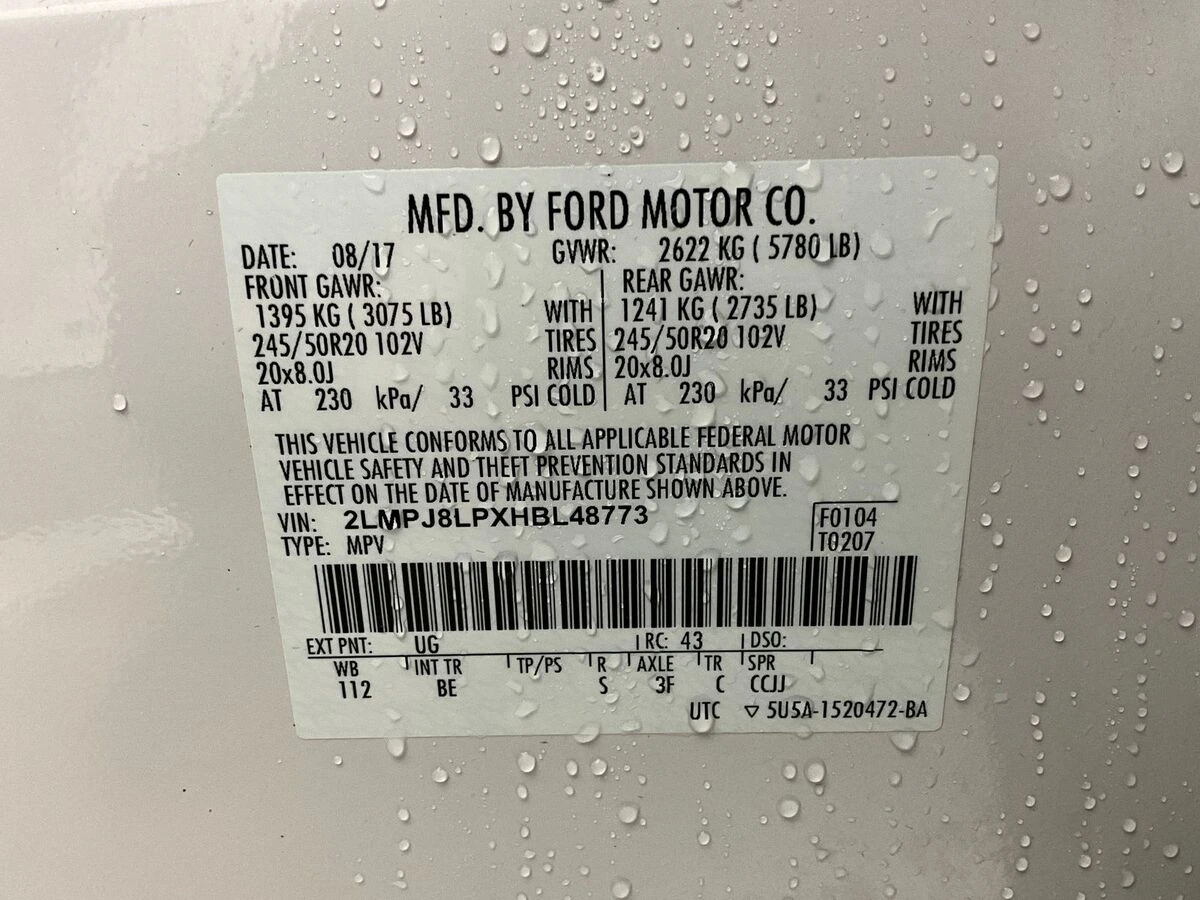 MFD. BY FORD MOTOR CO.
DATE: 08/17 GVWR: 2622 KG ( 5780 LB)
FRONT GAWR: REAR GAWR:
1395 KG ( 3075 LB) WITH 1241 KG ( 2735 LB) WITH
245/50R20 102V TIRES 245/50R20 102V TIRES
20x8.0J RIMS 20x8.0J RIMS
AT 230 kPa/ 33 PSI COLD AT 230 kPa/ 33 PSI COLD
THIS VEHICLE CONFORMS TO ALL APPLICABLE FEDERAL MOTOR
VEHICLE SAFETY AND THEFT PREVENTION STANDARDS IN
EFFECT ON THE DATE OF MANUFACTURE SHOWN ABOVE.
VIN: 2LMPJ8LPXHBL48773 F0104
TYPE: MPV T0207
EXT PNT: UG RC: 43 DSO:
WB INT TR TP/PS R AXLE TR SPR
112 BE S 3F C CCJJ
UTC ▽ 5U5A-1520472-BA